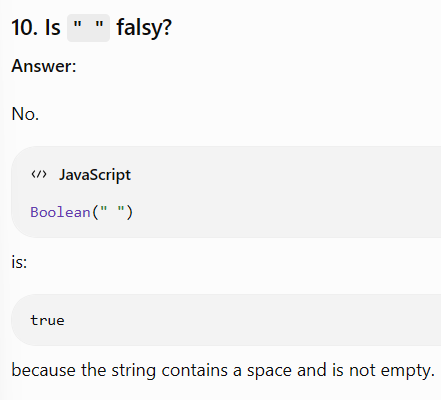 10. Is " " falsy?
Answer:
No.
</> JavaScript
Boolean(" ")
is:
true
because the string contains a space and is not empty.